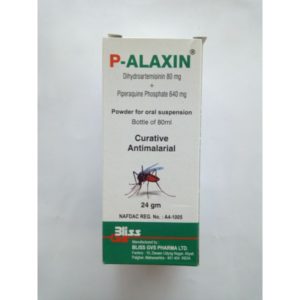 P-ALAXIN®
Dihydroartemisinin 80 mg
+
Piperaquine Phosphate 640 mg
Powder for oral suspension
Bottle of 80ml
Curative
Antimalarial
24 gm
NAFDAC REG. No. : A4-1005
Bliss
Manufactured by
BLISS GVS PHARMA LTD.